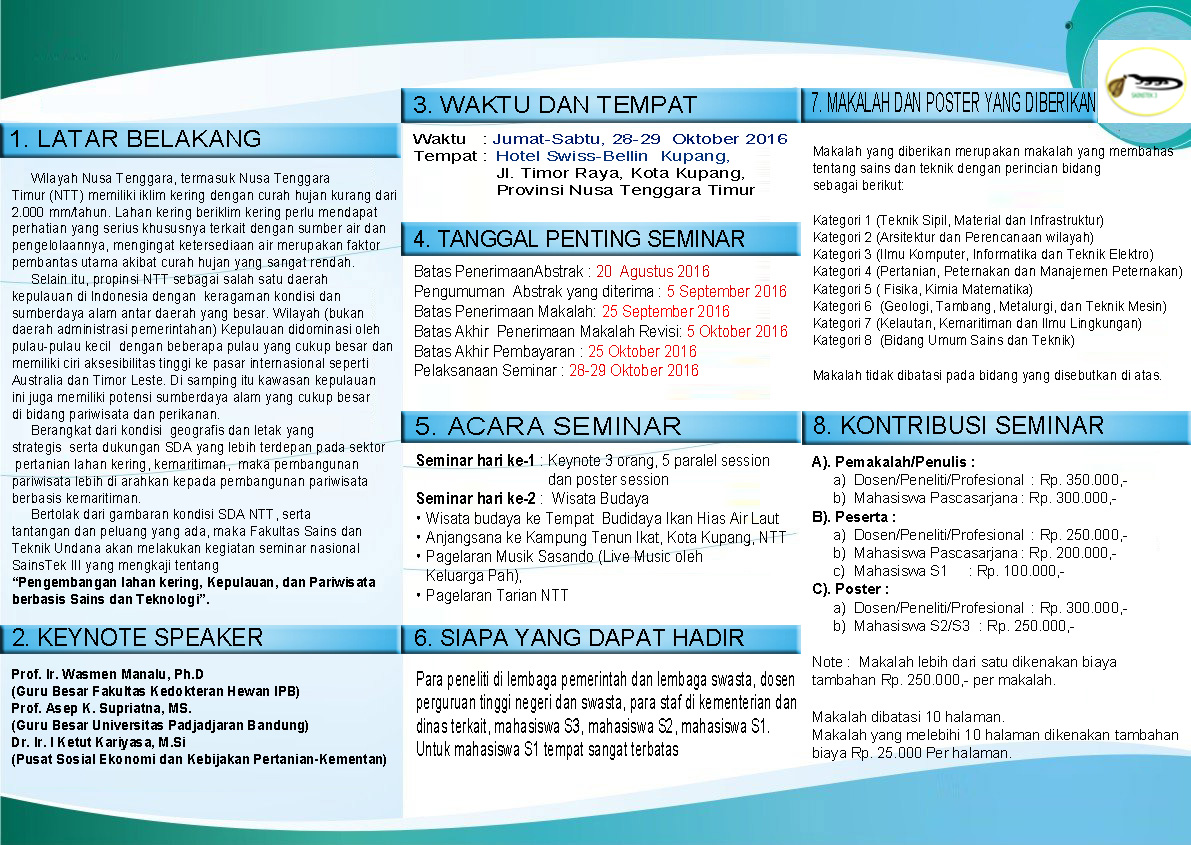 1. LATAR BELAKANG
Wilayah Nusa Tenggara, termasuk Nusa Tenggara
Timur (NTT) memiliki iklim kering dengan curah hujan kurang dari
2.000 mm/tahun. Lahan kering beriklim kering perlu mendapat
perhatian yang serius khususnya terkait dengan sumber air dan
pengelolaannya, mengingat ketersediaan air merupakan faktor
pembantas utama akibat curah hujan yang sangat rendah.
Selain itu, propinsi NTT sebagai salah satu daerah
kepulauan di Indonesia dengan keragaman kondisi dan
sumberdaya alam antar daerah yang besar. Wilayah (bukan
daerah administrasi pemerintahan) Kepulauan didominasi oleh
pulau-pulau kecil dengan beberapa pulau yang cukup besar dan
memiliki ciri aksesibilitas tinggi ke pasar internasional seperti
Australia dan Timor Leste. Di samping itu kawasan kepulauan
ini juga memiliki potensi sumberdaya alam yang cukup besar
di bidang pariwisata dan perikanan.
Berangkat dari kondisi geografis dan letak yang
strategis serta dukungan SDA yang lebih terdepan pada sektor
pertanian lahan kering, kemaritiman, maka pembangunan
pariwisata lebih di arahkan kepada pembangunan pariwisata
berbasis kemaritiman.
Bertolak dari gambaran kondisi SDA NTT, serta
tantangan dan peluang yang ada, maka Fakultas Sains dan
Teknik Undana akan melakukan kegiatan seminar nasional
SainsTek III yang mengkaji tentang
“Pengembangan lahan kering, Kepulauan, dan Pariwisata
berbasis Sains dan Teknologi”.
2. KEYNOTE SPEAKER
Prof. Ir. Wasmen Manalu, Ph.D
(Guru Besar Fakultas Kedokteran Hewan IPB)
Prof. Asep K. Supriatna, MS.
(Guru Besar Universitas Padjadjaran Bandung)
Dr. Ir. I Ketut Kariyasa, M.Si
(Pusat Sosial Ekonomi dan Kebijakan Pertanian-Kementan)
3. WAKTU DAN TEMPAT
Waktu : Jumat-Sabtu, 28-29 Oktober 2016
Tempat : Hotel Swiss-Bellin Kupang,
Jl. Timor Raya, Kota Kupang,
Provinsi Nusa Tenggara Timur
4. TANGGAL PENTING SEMINAR
Batas PenerimaanAbstrak : 20 Agustus 2016
Pengumuman Abstrak yang diterima : 5 September 2016
Batas Penerimaan Makalah: 25 September 2016
Batas Akhir Penerimaan Makalah Revisi: 5 Oktober 2016
Batas Akhir Pembayaran : 25 Oktober 2016
Pelaksanaan Seminar : 28-29 Oktober 2016
5. ACARA SEMINAR
Seminar hari ke-1 : Keynote 3 orang, 5 paralel session
dan poster session
Seminar hari ke-2 : Wisata Budaya
• Wisata budaya ke Tempat Budidaya Ikan Hias Air Laut
• Anjangsana ke Kampung Tenun Ikat, Kota Kupang, NTT
• Pagelaran Musik Sasando (Live Music oleh
Keluarga Pah),
• Pagelaran Tarian NTT
6. SIAPA YANG DAPAT HADIR
Para peneliti di lembaga pemerintah dan lembaga swasta, dosen
perguruan tinggi negeri dan swasta, para staf di kementerian dan
dinas terkait, mahasiswa S3, mahasiswa S2, mahasiswa S1.
Untuk mahasiswa S1 tempat sangat terbatas
7. MAKALAH DAN POSTER YANG DIBERIKAN
SAINSTEK 3
Makalah yang diberikan merupakan makalah yang membahas
tentang sains dan teknik dengan perincian bidang
sebagai berikut:
Kategori 1 (Teknik Sipil, Material dan Infrastruktur)
Kategori 2 (Arsitektur dan Perencanaan wilayah)
Kategori 3 (Ilmu Komputer, Informatika dan Teknik Elektro)
Kategori 4 (Pertanian, Peternakan dan Manajemen Peternakan)
Kategori 5 ( Fisika, Kimia Matematika)
Kategori 6 (Geologi, Tambang, Metalurgi, dan Teknik Mesin)
Kategori 7 (Kelautan, Kemaritiman dan Ilmu Lingkungan)
Kategori 8 (Bidang Umum Sains dan Teknik)
Makalah tidak dibatasi pada bidang yang disebutkan di atas.
8. KONTRIBUSI SEMINAR
A). Pemakalah/Penulis :
a) Dosen/Peneliti/Profesional : Rp. 350.000,-
b) Mahasiswa Pascasarjana : Rp. 300.000,-
B). Peserta :
a) Dosen/Peneliti/Profesional : Rp. 250.000,-
b) Mahasiswa Pascasarjana : Rp. 200.000,-
c) Mahasiswa S1 : Rp. 100.000,-
C). Poster :
a) Dosen/Peneliti/Profesional : Rp. 300.000,-
b) Mahasiswa S2/S3 : Rp. 250.000,-
Note : Makalah lebih dari satu dikenakan biaya
tambahan Rp. 250.000,- per makalah.
Makalah dibatasi 10 halaman.
Makalah yang melebihi 10 halaman dikenakan tambahan
biaya Rp. 25.000 Per halaman.